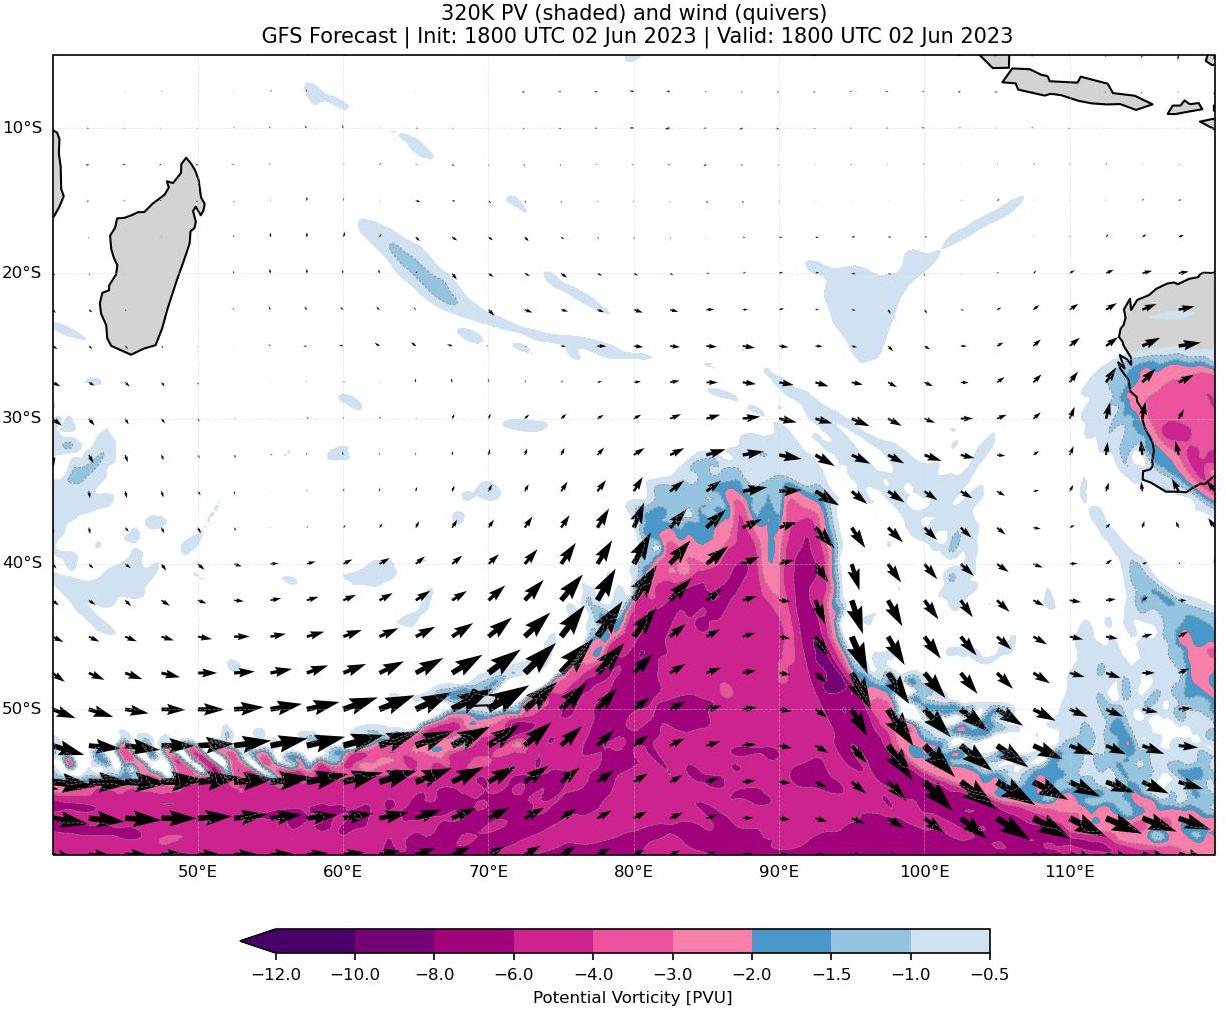 320K PV (shaded) and wind (quivers)
GFS Forecast | Init: 1800 UTC 02 Jun 2023 | Valid: 1800 UTC 02 Jun 2023
10°S
20°S
30°S
40°S
50°S
50°E 60°E 70°E 80°E 90°E 100°E 110°E
−12.0 −10.0 −8.0 −6.0 −4.0 −3.0 −2.0 −1.5 −1.0 −0.5
Potential Vorticity [PVU]